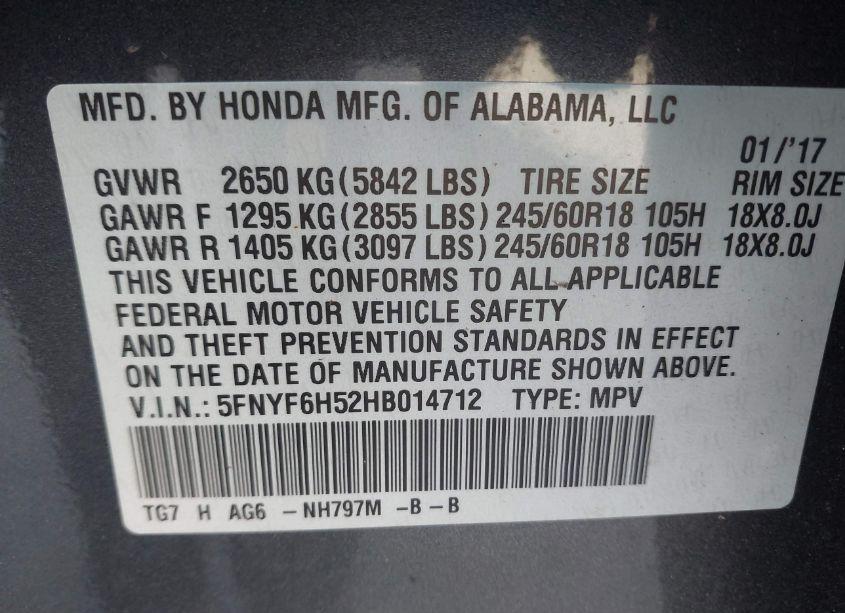 MFD. BY HONDA MFG. OF ALABAMA, LLC
01/'17
GVWR 2650 KG(5842 LBS) TIRE SIZE RIM SIZE
GAWR F 1295 KG(2855 LBS) 245/60R18 105H 18X8.0J
GAWR R 1405 KG(3097 LBS) 245/60R18 105H 18X8.0J
THIS VEHICLE CONFORMS TO ALL APPLICABLE
FEDERAL MOTOR VEHICLE SAFETY
AND THEFT PREVENTION STANDARDS IN EFFECT
ON THE DATE OF MANUFACTURE SHOWN ABOVE.
V.I.N.: 5FNYF6H52HB014712 TYPE: MPV
TG7 H AG6 -NH797M -B-B